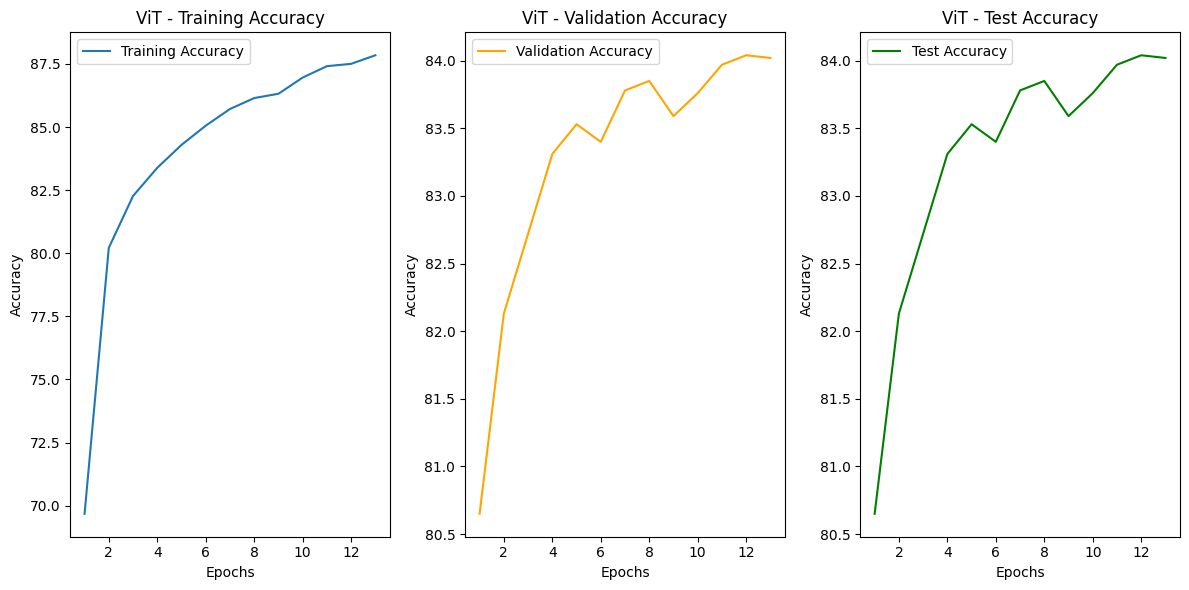 ViT - Training Accuracy
Training Accuracy
87.5
85.0
82.5
80.0
77.5
75.0
72.5
70.0
Accuracy
2 4 6 8 10 12
Epochs
ViT - Validation Accuracy
Validation Accuracy
84.0
83.5
83.0
82.5
82.0
81.5
81.0
80.5
Accuracy
2 4 6 8 10 12
Epochs
ViT - Test Accuracy
Test Accuracy
84.0
83.5
83.0
82.5
82.0
81.5
81.0
80.5
Accuracy
2 4 6 8 10 12
Epochs